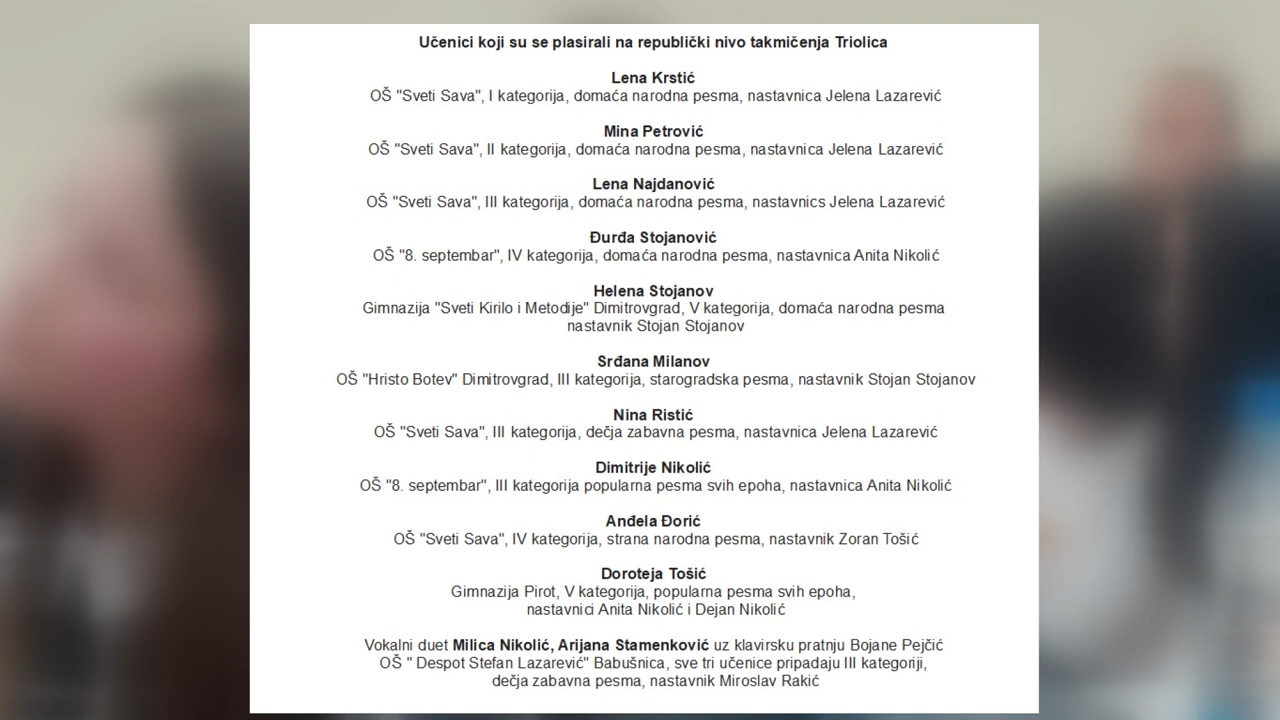 Učenici koji su se plasirali na republički nivo takmičenja Triolica
Lena Krstić
OŠ "Sveti Sava", I kategorija, domaća narodna pesma, nastavnica Jelena Lazarević
Mina Petrović
OŠ "Sveti Sava", II kategorija, domaća narodna pesma, nastavnica Jelena Lazarević
Lena Najdanović
OŠ "Sveti Sava", III kategorija, domaća narodna pesma, nastavnics Jelena Lazarević
Đurđa Stojanović
OŠ "8. septembar", IV kategorija, domaća narodna pesma, nastavnica Anita Nikolić
Helena Stojanov
Gimnazija "Sveti Kirilo i Metodije" Dimitrovgrad, V kategorija, domaća narodna pesma
nastavnik Stojan Stojanov
Srđana Milanov
OŠ "Hristo Botev" Dimitrovgrad, III kategorija, starogradska pesma, nastavnik Stojan Stojanov
Nina Ristić
OŠ "Sveti Sava", III kategorija, dečja zabavna pesma, nastavnica Jelena Lazarević
Dimitrije Nikolić
OŠ "8. septembar", III kategorija popularna pesma svih epoha, nastavnica Anita Nikolić
Anđela Đorić
OŠ "Sveti Sava", IV kategorija, strana narodna pesma, nastavnik Zoran Tošić
Doroteja Tošić
Gimnazija Pirot, V kategorija, popularna pesma svih epoha,
nastavnici Anita Nikolić i Dejan Nikolić
Vokalni duet Milica Nikolić, Arijana Stamenković uz klavirsku pratnju Bojane Pejčić
OŠ " Despot Stefan Lazarević" Babušnica, sve tri učenice pripadaju III kategoriji,
dečja zabavna pesma, nastavnik Miroslav Rakić